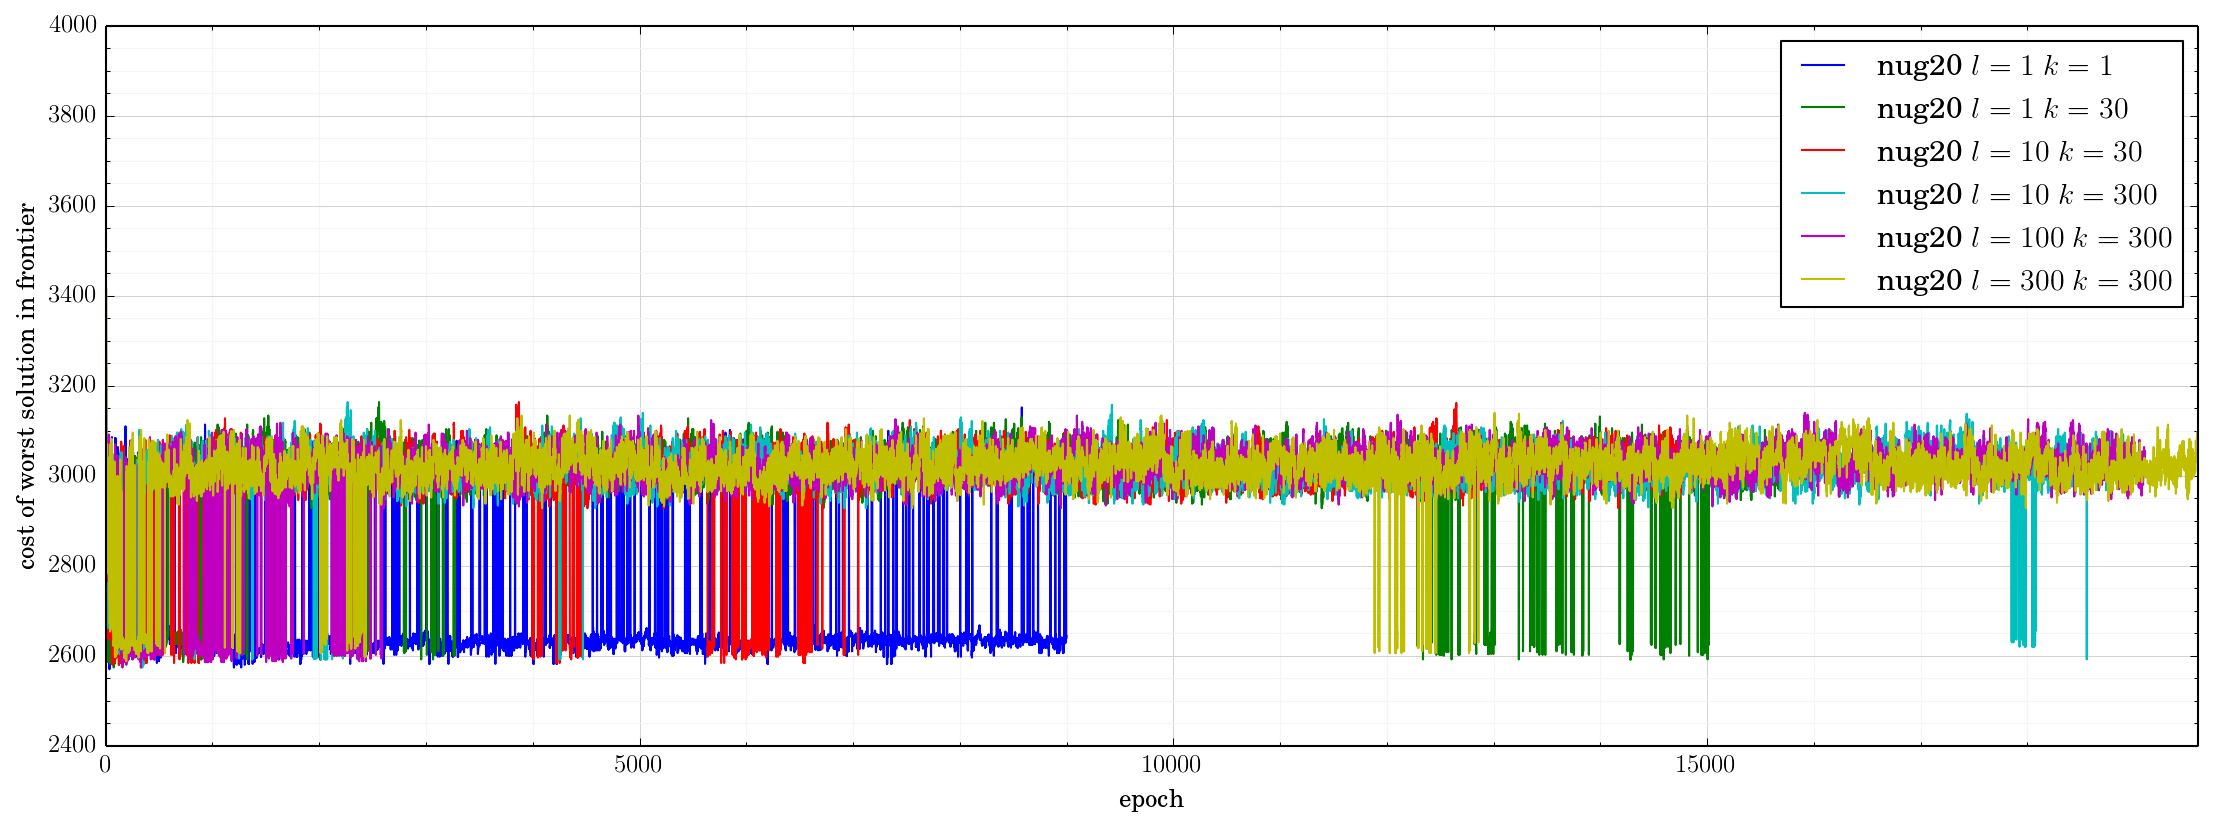 4000
3800
3600
3400
3200
3000
2800
2600
2400
cost of worst solution in frontier
0
5000
10000
15000
epoch
nug20 l = 1 k = 1
nug20 l = 1 k = 30
nug20 l = 10 k = 30
nug20 l = 10 k = 300
nug20 l = 100 k = 300
nug20 l = 300 k = 300